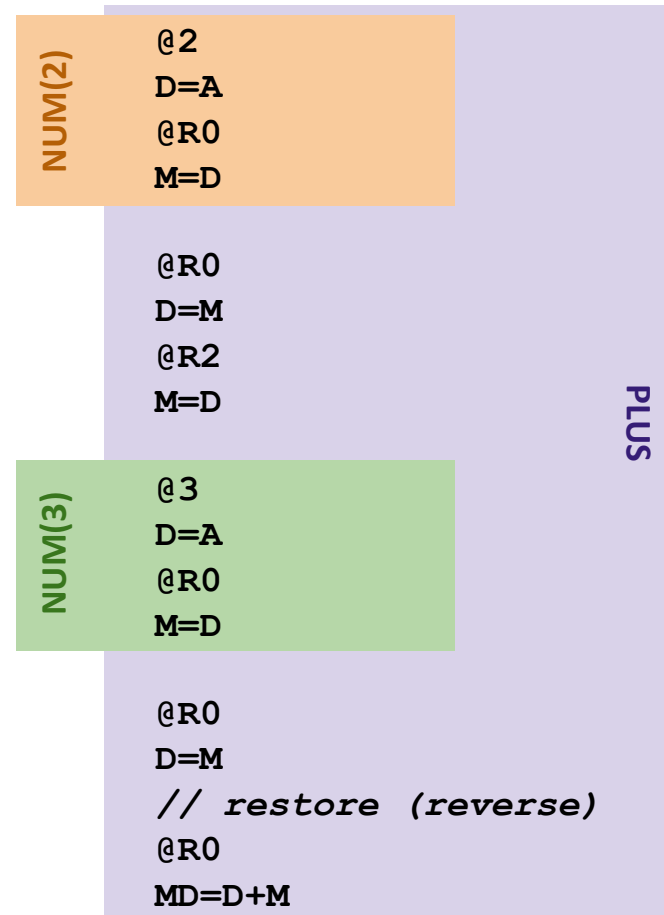 NUM(2)
@2
D=A
@R0
M=D
@R0
D=M
@R2
M=D
PLUS
NUM(3)
@3
D=A
@R0
M=D
@R0
D=M
// restore (reverse)
@R0
MD=D+M